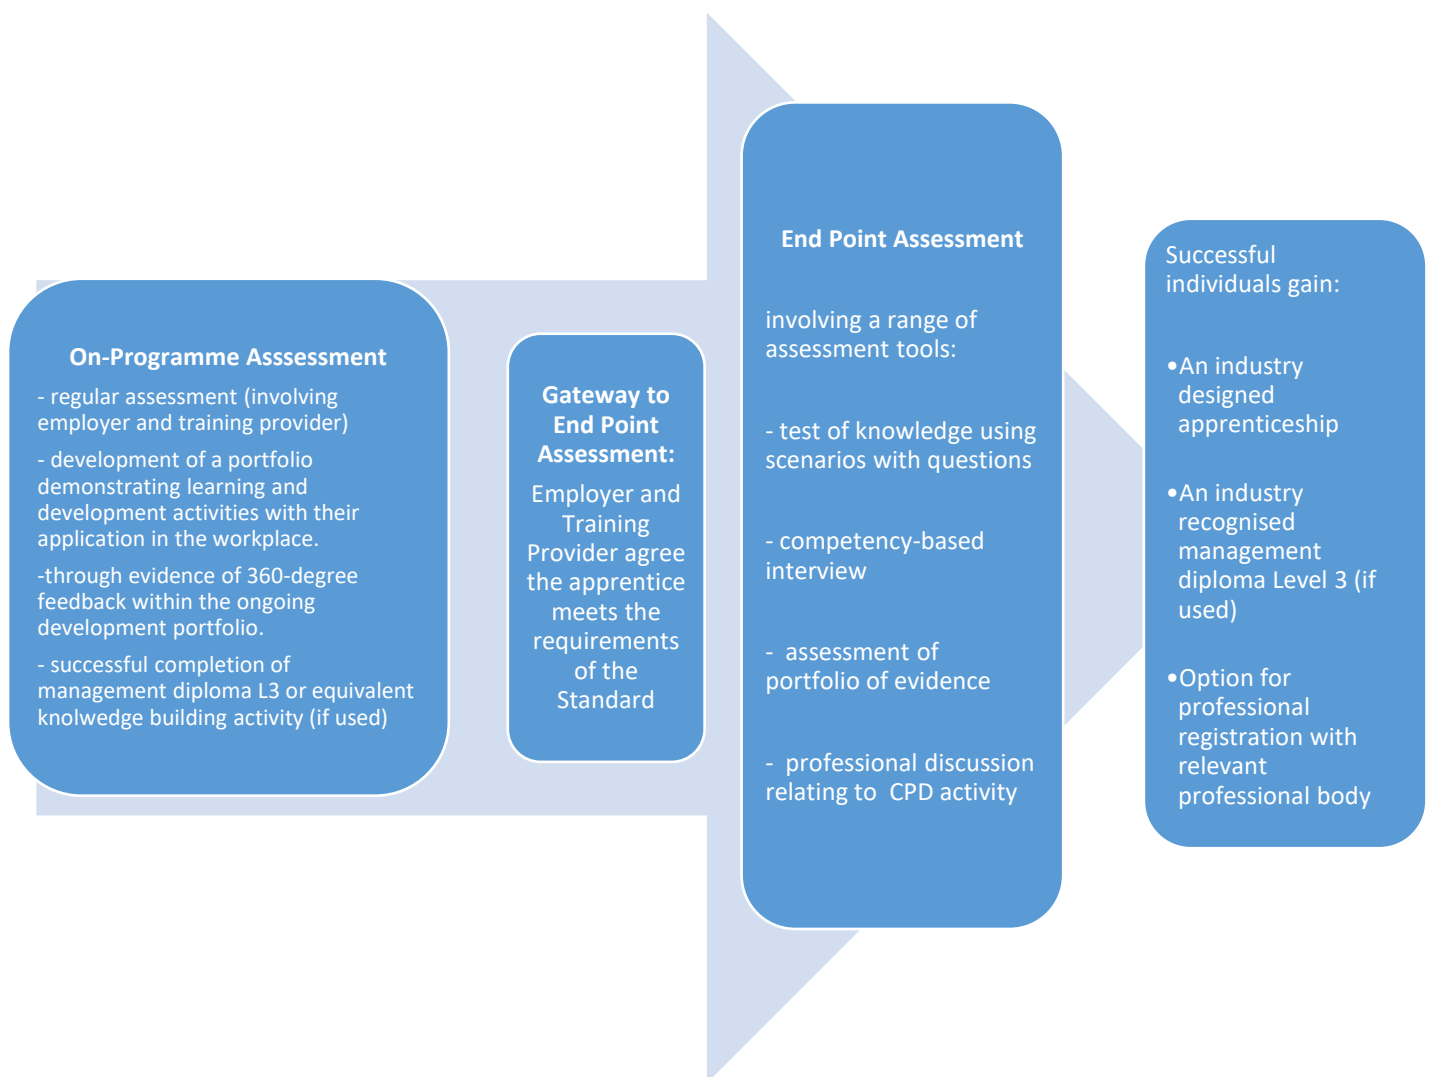 On-Programme Asssessment
- regular assessment (involving
employer and training provider)
- development of a portfolio
demonstrating learning and
development activities with their
application in the workplace.
-through evidence of 360-degree
feedback within the ongoing
development portfolio.
- successful completion of
management diploma L3 or equivalent
knolwedge building activity (if used)
Gateway to
End Point
Assessment:
Employer and
Training
Provider agree
the apprentice
meets the
requirements
of the
Standard
End Point Assessment
involving a range of
assessment tools:
- test of knowledge using
scenarios with questions
- competency-based
interview
- assessment of
portfolio of evidence
- professional discussion
relating to CPD activity
Successful
individuals gain:
•An industry
designed
apprenticeship
•An industry
recognised
management
diploma Level 3 (if
used)
•Option for
professional
registration with
relevant
professional body